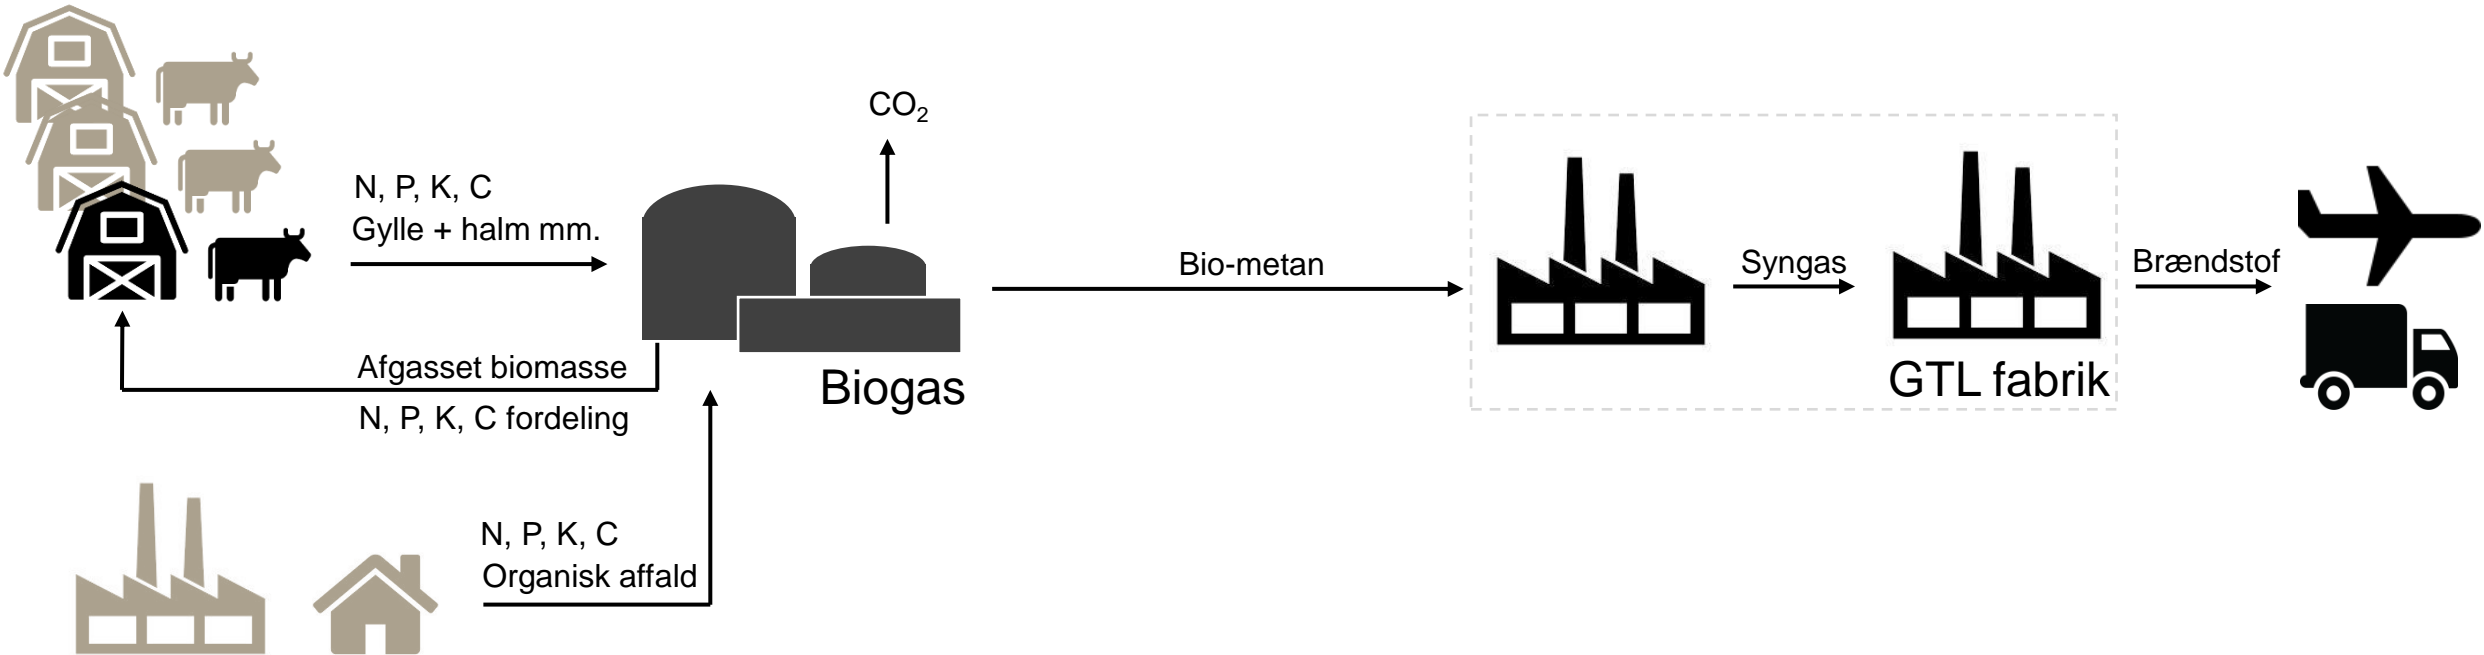 CO₂
N, P, K, C
Gylle + halm mm.
Bio-metan
Syngas
Brændstof
Afgasset biomasse
N, P, K, C fordeling
Biogas
GTL fabrik
N, P, K, C
Organisk affald